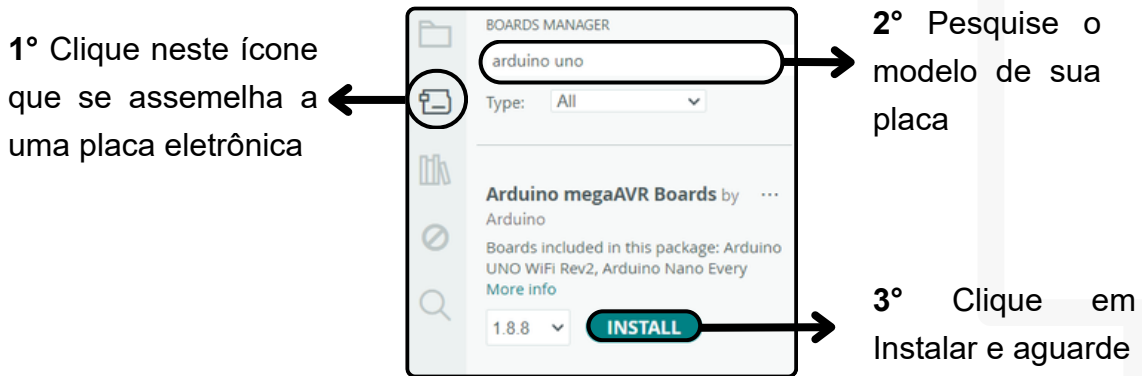 1° Clique neste ícone
que se assemelha a
uma placa eletrônica
BOARDS MANAGER
arduino uno
Type: All
Arduino megaAVR Boards by ...
Arduino
Boards included in this package: Arduino
UNO WiFi Rev2, Arduino Nano Every
More info
1.8.8 INSTALL
2° Pesquise o
modelo de sua
placa
3° Clique em
Instalar e aguarde